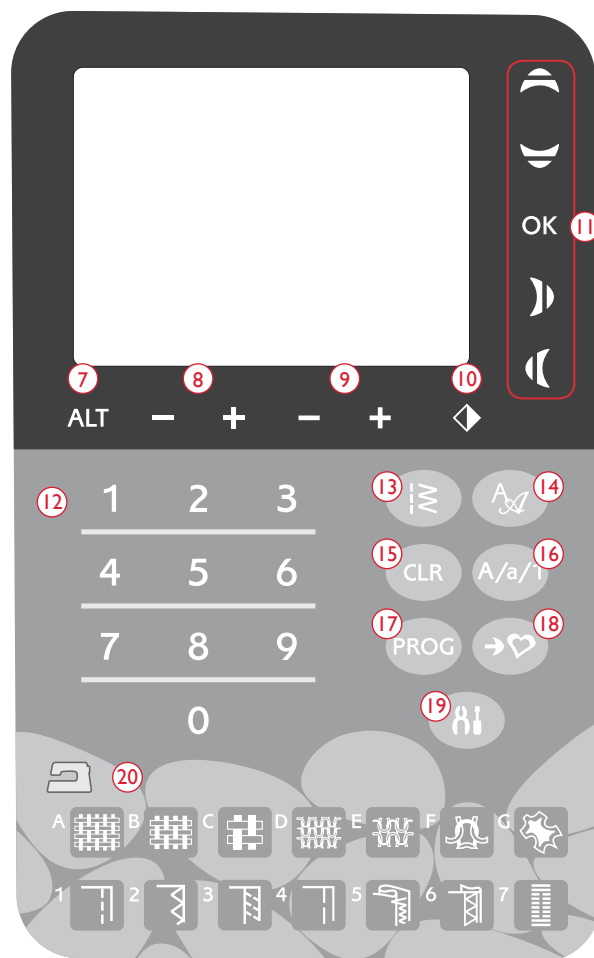 OK
11
7 8 9 10
ALT − + − +
12 1 2 3
13 14
A
4 5 6
15 16
CLR A/a/1
7 8 9
17 18
PROG
0
19
20
A B C D E F G
1 2 3 4 5 6 7